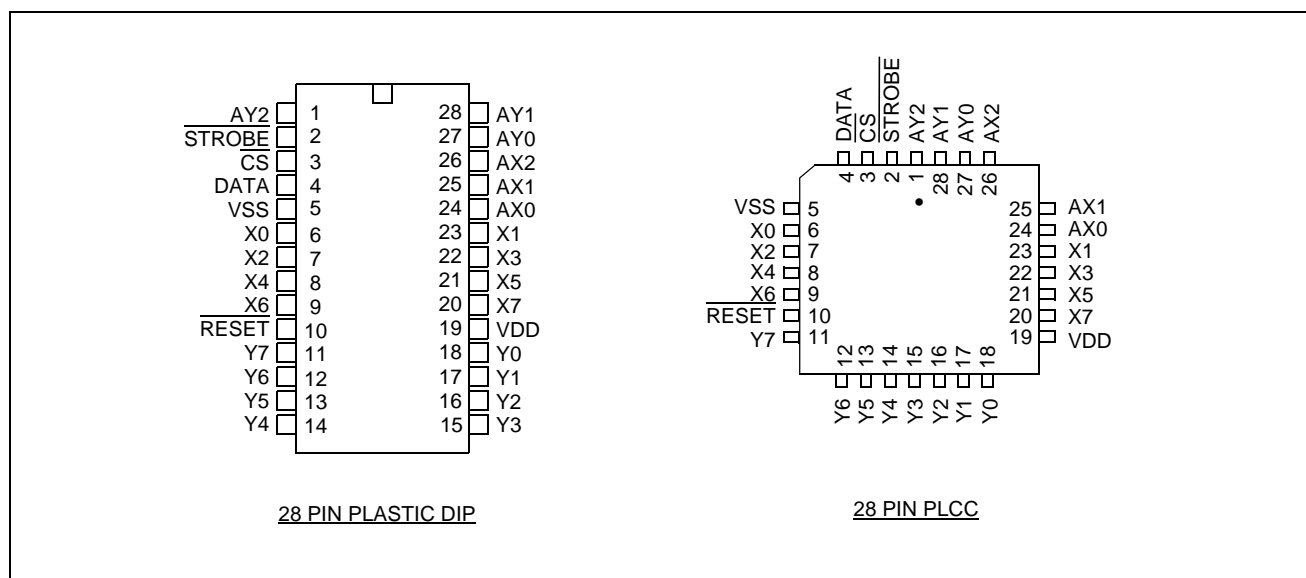 AY2 1 28 AY1
STROBE 2 27 AY0
CS 3 26 AX2
DATA 4 25 AX1
VSS 5 24 AX0
X0 6 23 X1
X2 7 22 X3
X4 8 21 X5
X6 9 20 X7
RESET 10 19 VDD
Y7 11 18 Y0
Y6 12 17 Y1
Y5 13 16 Y2
Y4 14 15 Y3
28 PIN PLASTIC DIP
DATA CS STROBE AY2 AY1 AY0 AX2
4 3 2 1 28 27 26
VSS 5 25 AX1
X0 6 24 AX0
X2 7 23 X1
X4 8 22 X3
X6 9 21 X5
RESET 10 20 X7
Y7 11 19 VDD
12 13 14 15 16 17 18
Y6 Y5 Y4 Y3 Y2 Y1 Y0
28 PIN PLCC